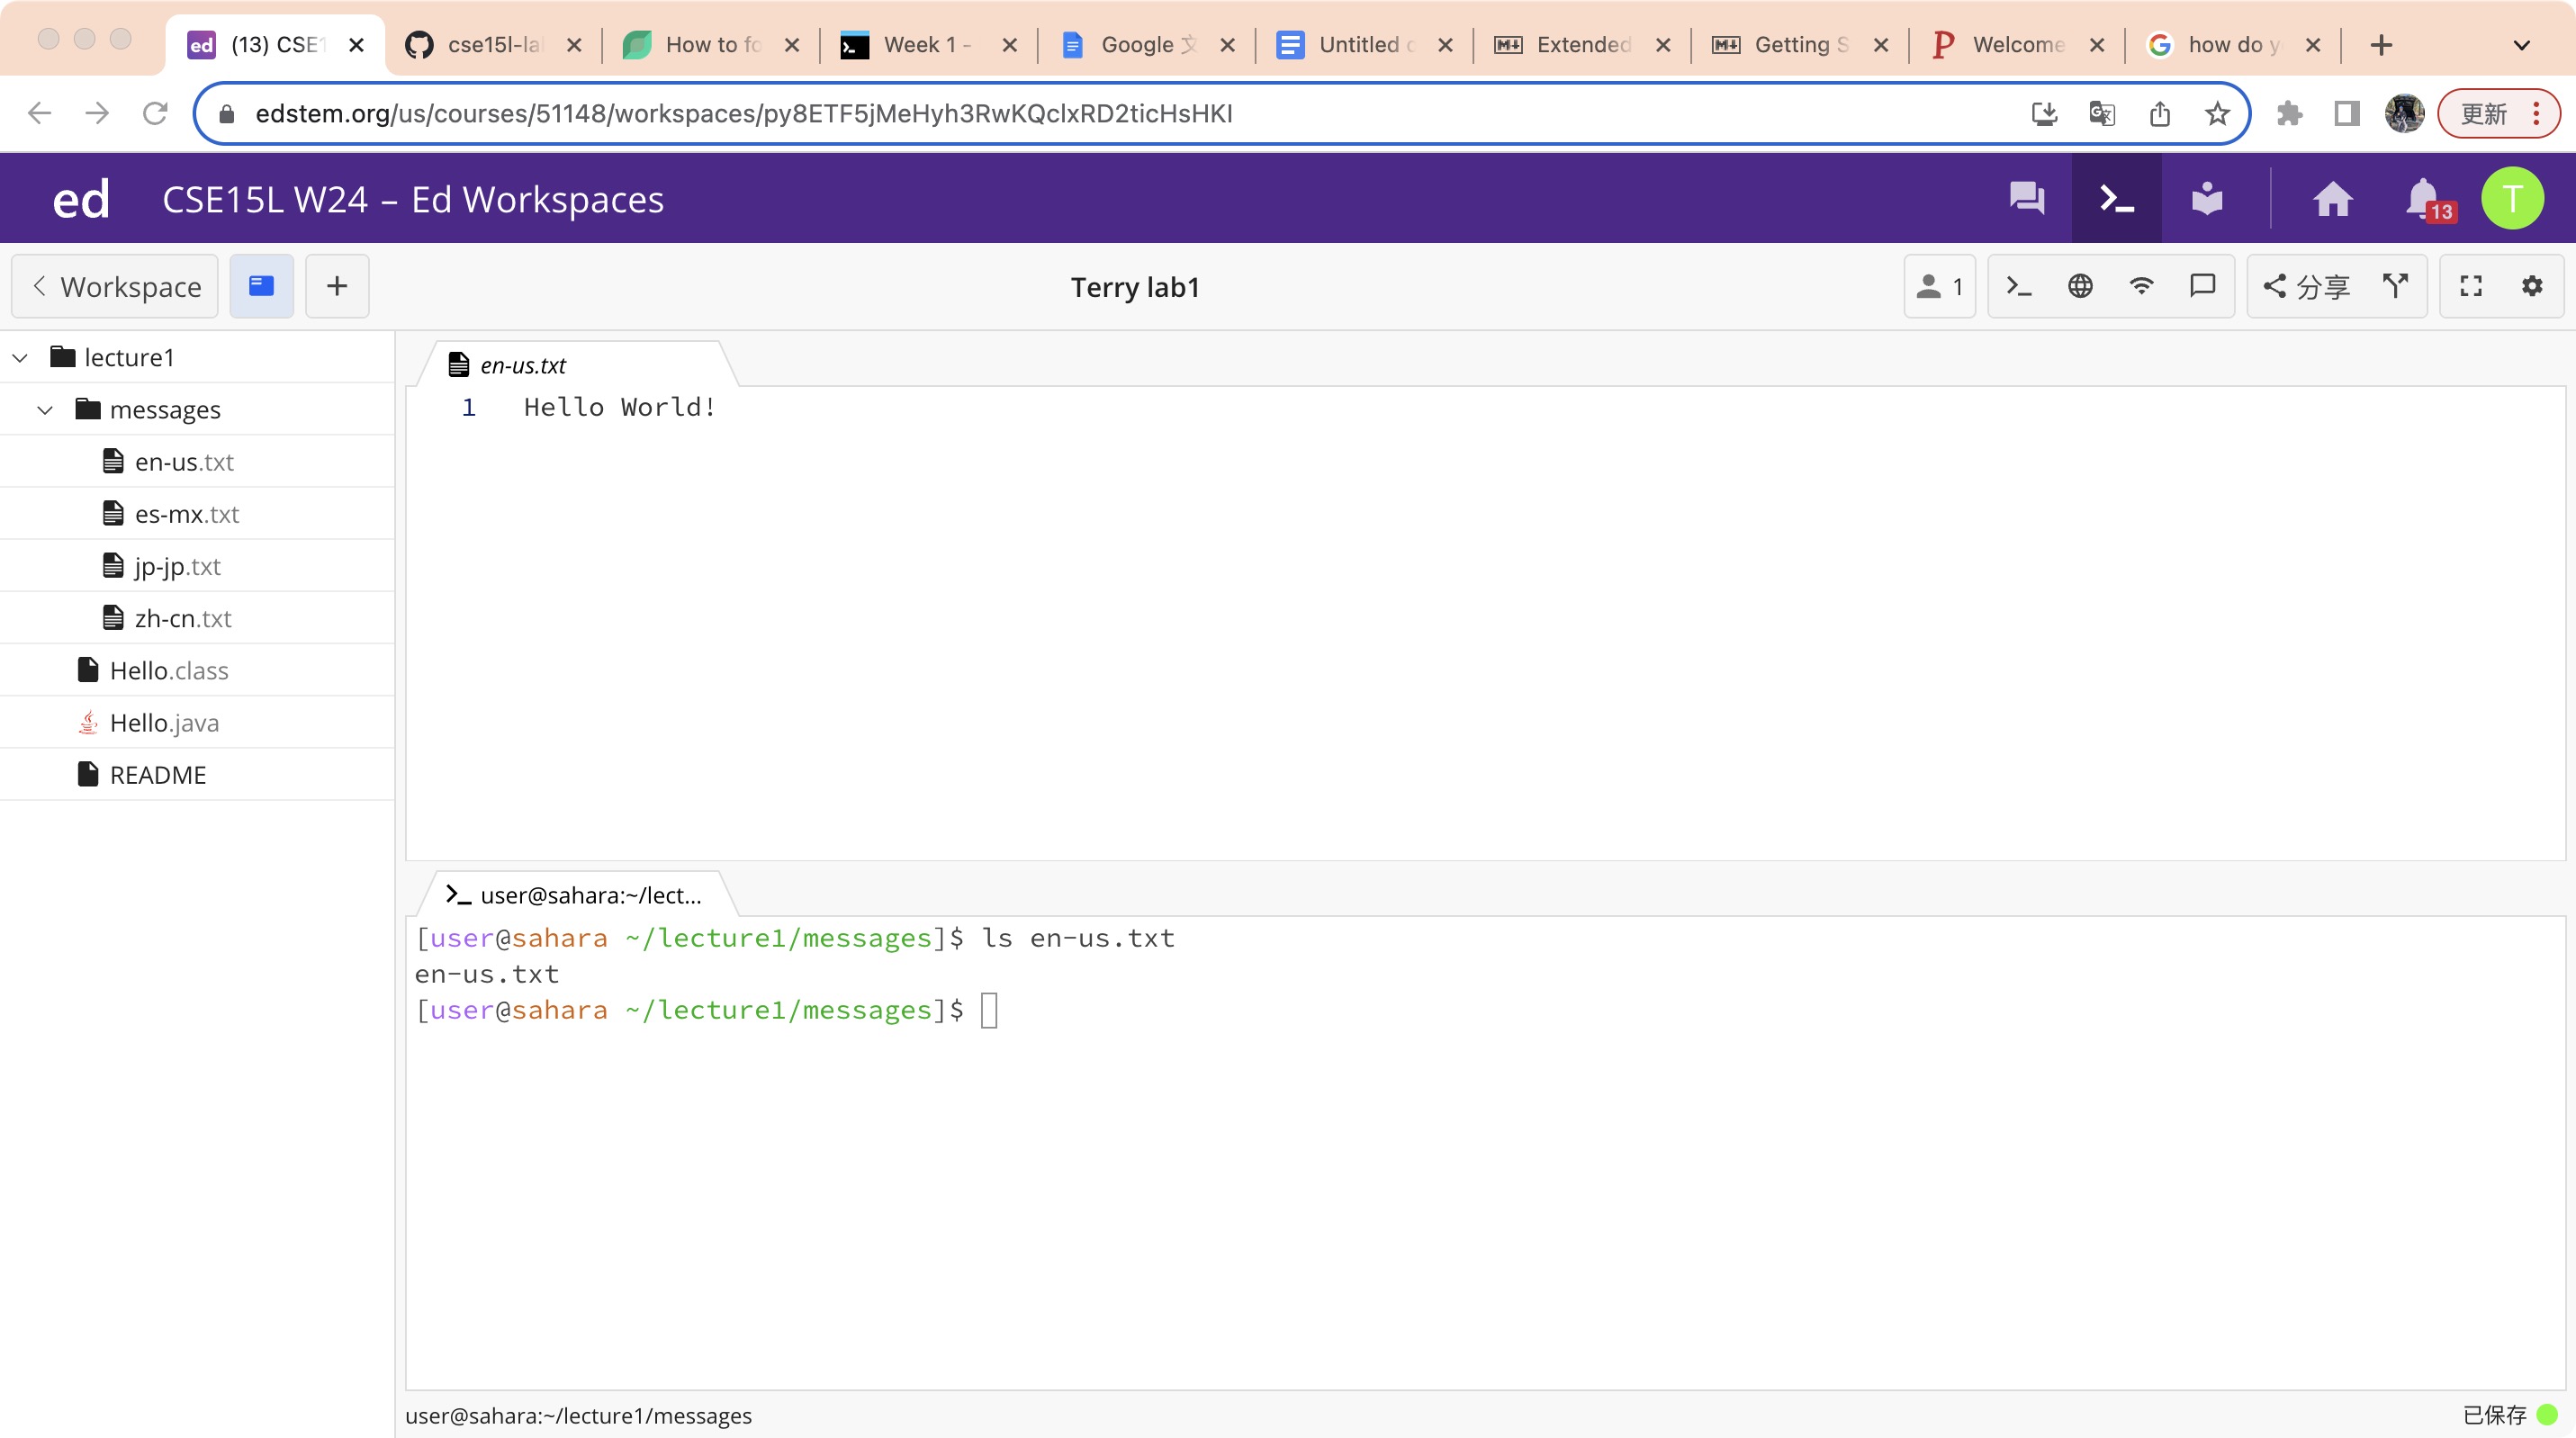 ed (13) CSE1
cse15l-la
How to fo
Week 1 -
Google 文
Untitled
Extended
Getting S
Welcome
how do y
edstem.org/us/courses/51148/workspaces/py8ETF5jMeHyh3RwKQclxRD2ticHsHKI
更新
ed CSE15L W24 – Ed Workspaces
13
T
Workspace
Terry lab1
1
分享
lecture1
messages
en-us.txt
es-mx.txt
jp-jp.txt
zh-cn.txt
Hello.class
Hello.java
README
en-us.txt
1 Hello World!
user@sahara:~/lect...
[user@sahara ~/lecture1/messages]$ ls en-us.txt
en-us.txt
[user@sahara ~/lecture1/messages]$
user@sahara:~/lecture1/messages
已保存